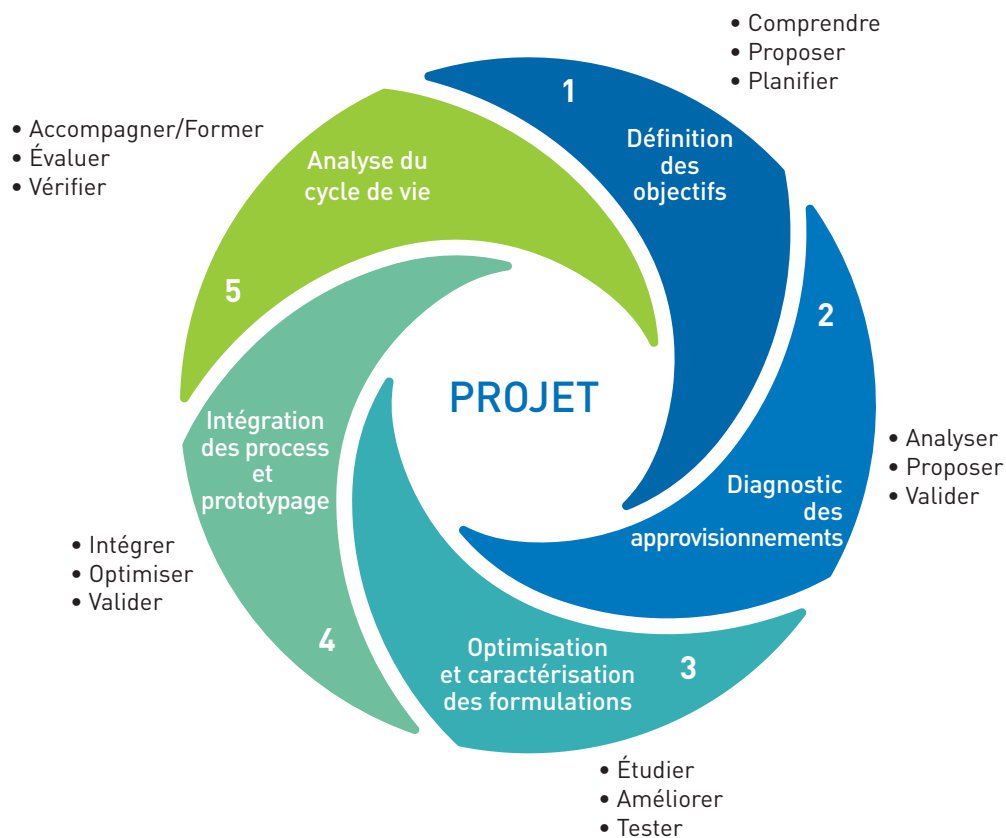 • Comprendre
• Proposer
• Planifier
1
Définition
des
objectifs
2
• Analyser
• Proposer
• Valider
Diagnostic
des
approvisionnements
3
Optimisation
et caractérisation
des formulations
• Étudier
• Améliorer
• Tester
4
Intégration
des process
et
prototypage
• Intégrer
• Optimiser
• Valider
5
Analyse du
cycle de vie
• Accompagner/Former
• Évaluer
• Vérifier
PROJET